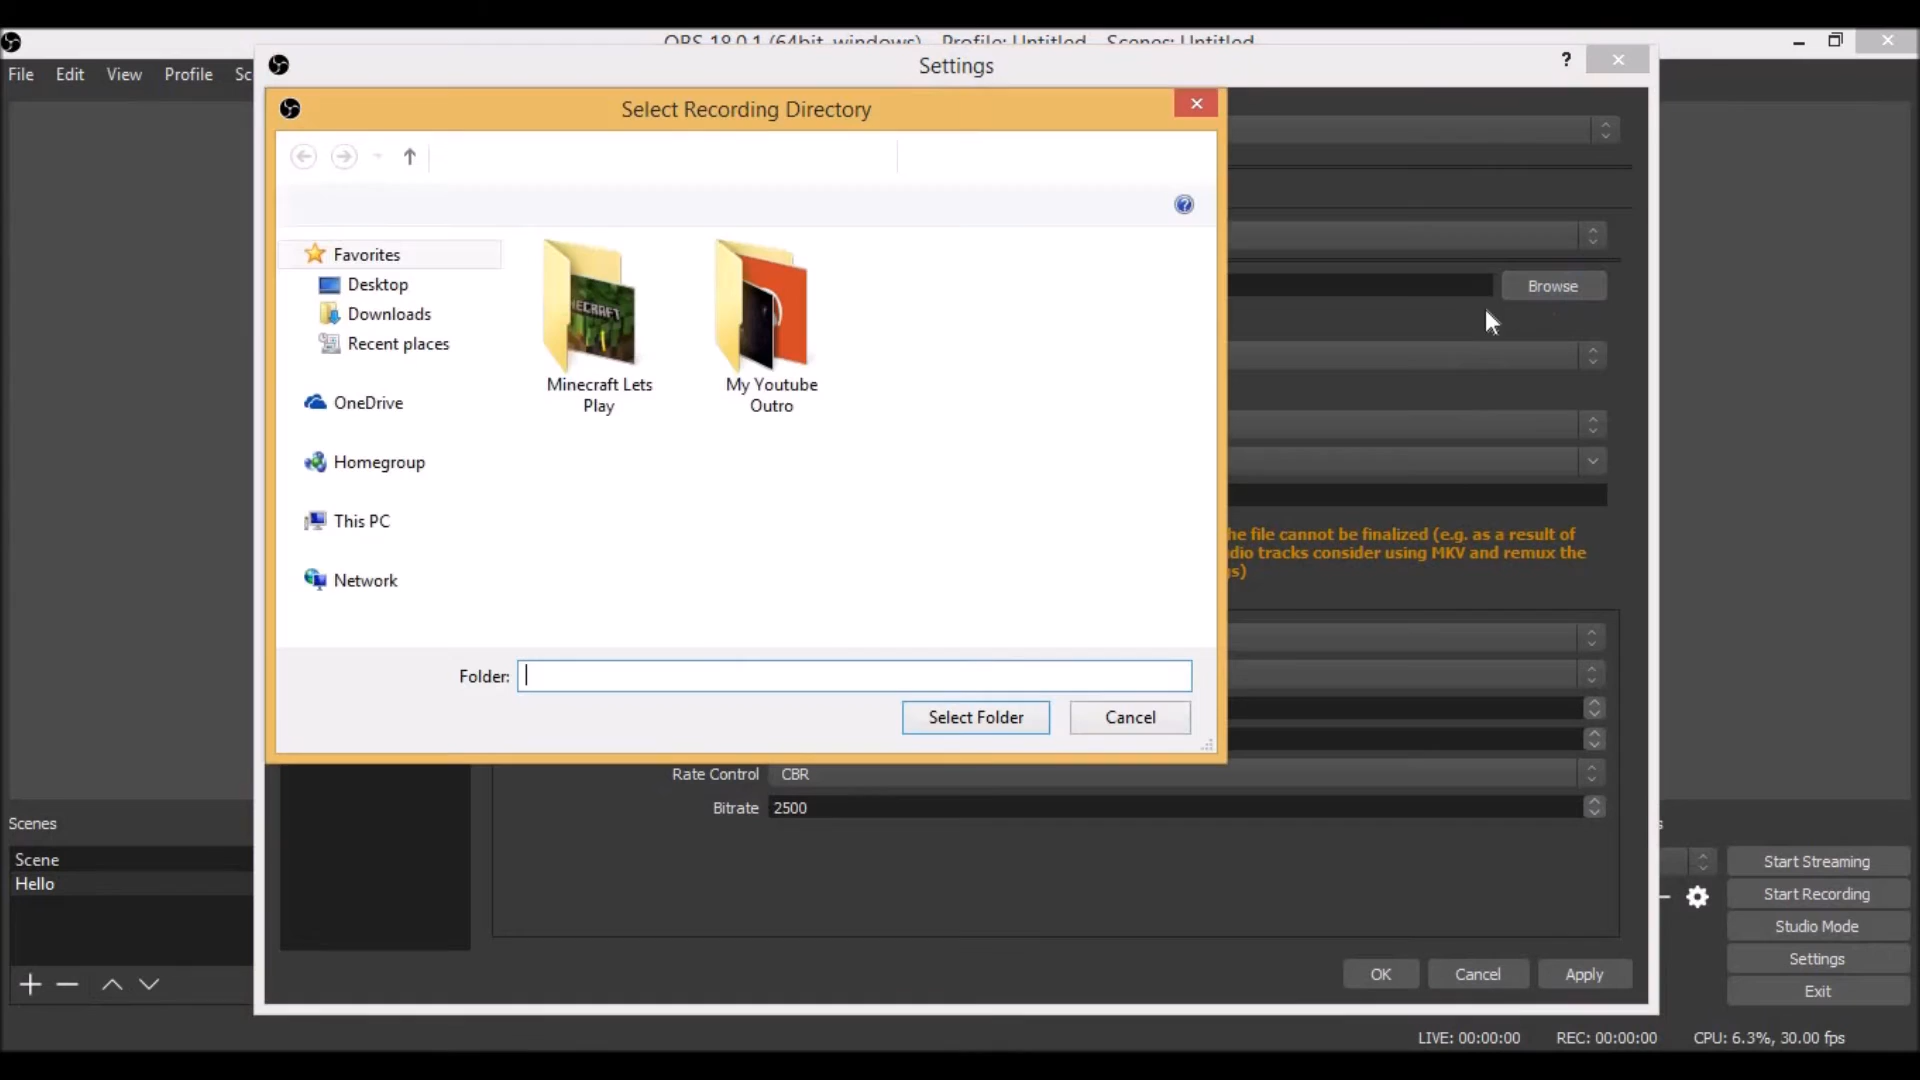 OBS 18.0.1 (64bit, windows) - Profile: Untitled - Scenes: Untitled
File Edit View Profile Sc
Settings
?
Select Recording Directory
Favorites
Desktop
Downloads
Recent places
OneDrive
Homegroup
This PC
Network
Minecraft Lets
Play
My Youtube
Outro
Browse
he file cannot be finalized (e.g. as a result of
dio tracks consider using MKV and remux the
gs)
Folder:
Select Folder Cancel
Rate Control CBR
Bitrate 2500
Scenes
Scene
Hello
Start Streaming
Start Recording
Studio Mode
Settings
Exit
OK Cancel Apply
LIVE: 00:00:00 REC: 00:00:00 CPU: 6.3%, 30.00 fps